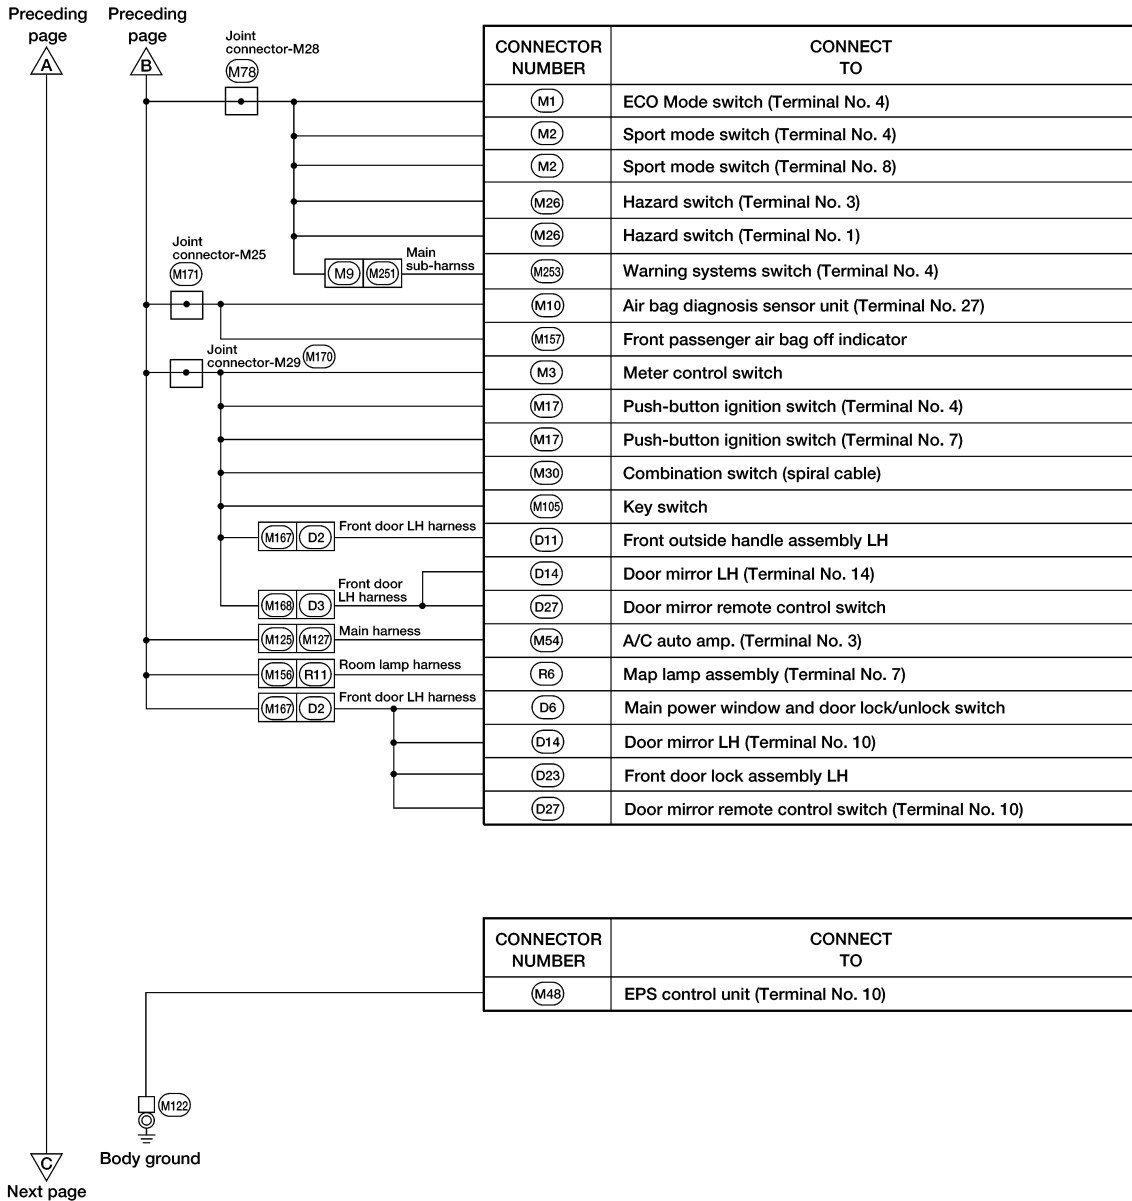 Preceding
page
A
Preceding
page
B
Joint
connector-M28
M78
CONNECTOR
NUMBER
CONNECT
TO
M1
ECO Mode switch (Terminal No. 4)
M2
Sport mode switch (Terminal No. 4)
M2
Sport mode switch (Terminal No. 8)
M26
Hazard switch (Terminal No. 3)
M26
Hazard switch (Terminal No. 1)
Joint
connector-M25
M171
M9
M251
Main
sub-harnss
M253
Warning systems switch (Terminal No. 4)
M10
Air bag diagnosis sensor unit (Terminal No. 27)
M157
Front passenger air bag off indicator
Joint
connector-M29
M170
M3
Meter control switch
M17
Push-button ignition switch (Terminal No. 4)
M17
Push-button ignition switch (Terminal No. 7)
M30
Combination switch (spiral cable)
M105
Key switch
M167
D2
Front door LH harness
D11
Front outside handle assembly LH
D14
Door mirror LH (Terminal No. 14)
M168
D3
Front door
LH harness
D27
Door mirror remote control switch
M125
M127
Main harness
M54
A/C auto amp. (Terminal No. 3)
M156
R11
Room lamp harness
R6
Map lamp assembly (Terminal No. 7)
M167
D2
Front door LH harness
D6
Main power window and door lock/unlock switch
D14
Door mirror LH (Terminal No. 10)
D23
Front door lock assembly LH
D27
Door mirror remote control switch (Terminal No. 10)
CONNECTOR
NUMBER
CONNECT
TO
M48
EPS control unit (Terminal No. 10)
M122
Body ground
C
Next page